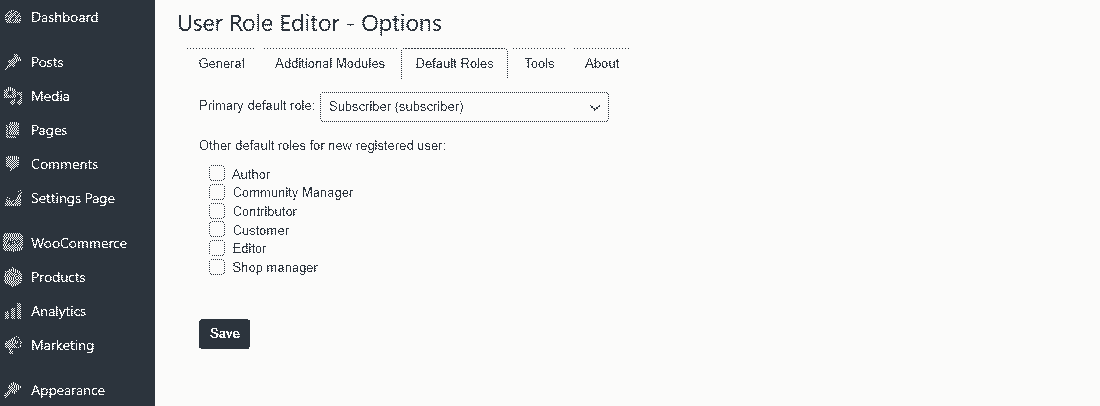 Dashboard
Posts
Media
Pages
Comments
Settings Page
WooCommerce
Products
Analytics
Marketing
Appearance
User Role Editor - Options
General Additional Modules Default Roles Tools About
Primary default role: Subscriber (subscriber)
Other default roles for new registered user:
Author
Community Manager
Contributor
Customer
Editor
Shop manager
Save